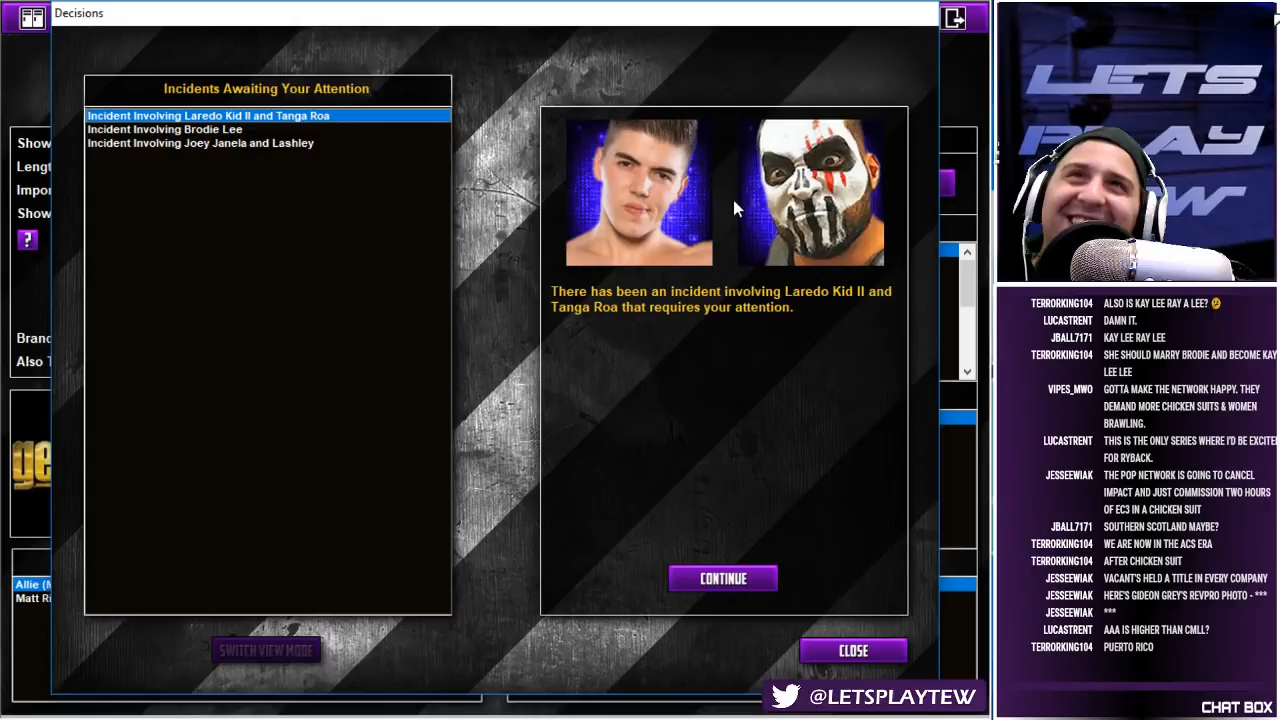 Decisions
Incidents Awaiting Your Attention
Incident Involving Laredo Kid II and Tanga Roa
Incident Involving Brodie Lee
Incident Involving Joey Janela and Lashley
Show
Lengt
Impor
Show
?
Bran
Also T
ge
Allie (M
Matt Ri
There has been an incident involving Laredo Kid II and
Tanga Roa that requires your attention.
CONTINUE
SWITCH VIEW MODE
CLOSE
@LETSPLAYTEW
LETS
PLAY
TERRORKING104 ALSO IS KAY LEE RAY A LEE?
LUCASTRENT DAMN IT.
JBALL7171 KAY LEE RAY LEE
TERRORKING104 SHE SHOULD MARRY BRODIE AND BECOME KAY
LEE LEE
VIPES_MWO GOTTA MAKE THE NETWORK HAPPY. THEY
DEMAND MORE CHICKEN SUITS & WOMEN
BRAWLING.
LUCASTRENT THIS IS THE ONLY SERIES WHERE I'D BE EXCITE
FOR RYBACK.
JESSEEWIAK THE POP NETWORK IS GOING TO CANCEL
IMPACT AND JUST COMMISSION TWO HOURS
OF EC3 IN A CHICKEN SUIT
JBALL7171 SOUTHERN SCOTLAND MAYBE?
TERRORKING104 WE ARE NOW IN THE ACS ERA
TERRORKING104 AFTER CHICKEN SUIT
JESSEEWIAK VACANT'S HELD A TITLE IN EVERY COMPANY
JESSEEWIAK HERE'S GIDEON GREY'S REVPRO PHOTO - ***
JESSEEWIAK ***
LUCASTRENT AAA IS HIGHER THAN CMLL?
TERRORKING104 PUERTO RICO
CHAT BOX